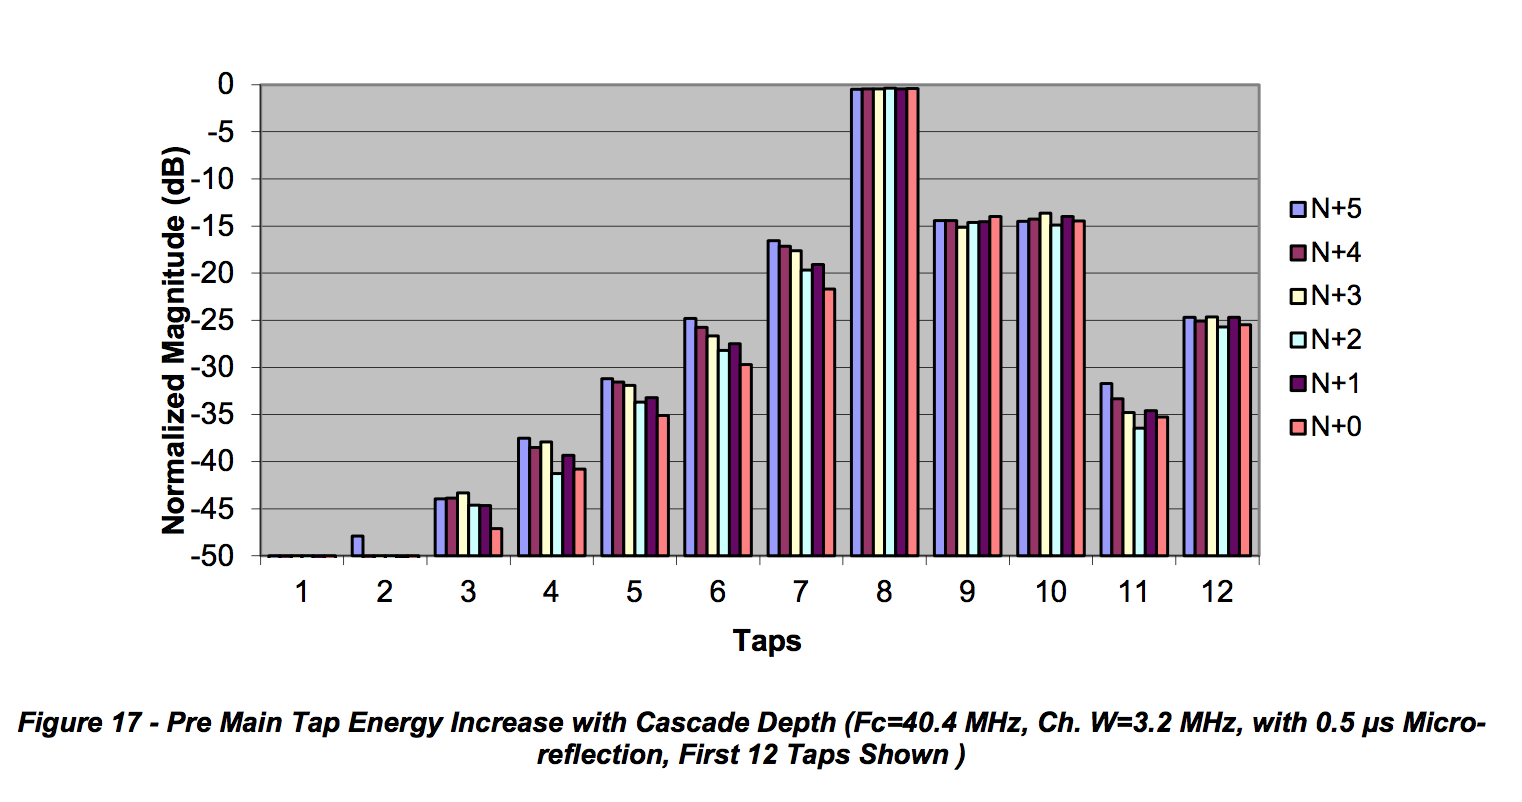 0
-5
-10
-15
-20
-25
-30
-35
-40
-45
-50
Normalized Magnitude (dB)
1 2 3 4 5 6 7 8 9 10 11 12
Taps
N+5
N+4
N+3
N+2
N+1
N+0
Figure 17 - Pre Main Tap Energy Increase with Cascade Depth (Fc=40.4 MHz, Ch. W=3.2 MHz, with 0.5 µs Micro-
reflection, First 12 Taps Shown )